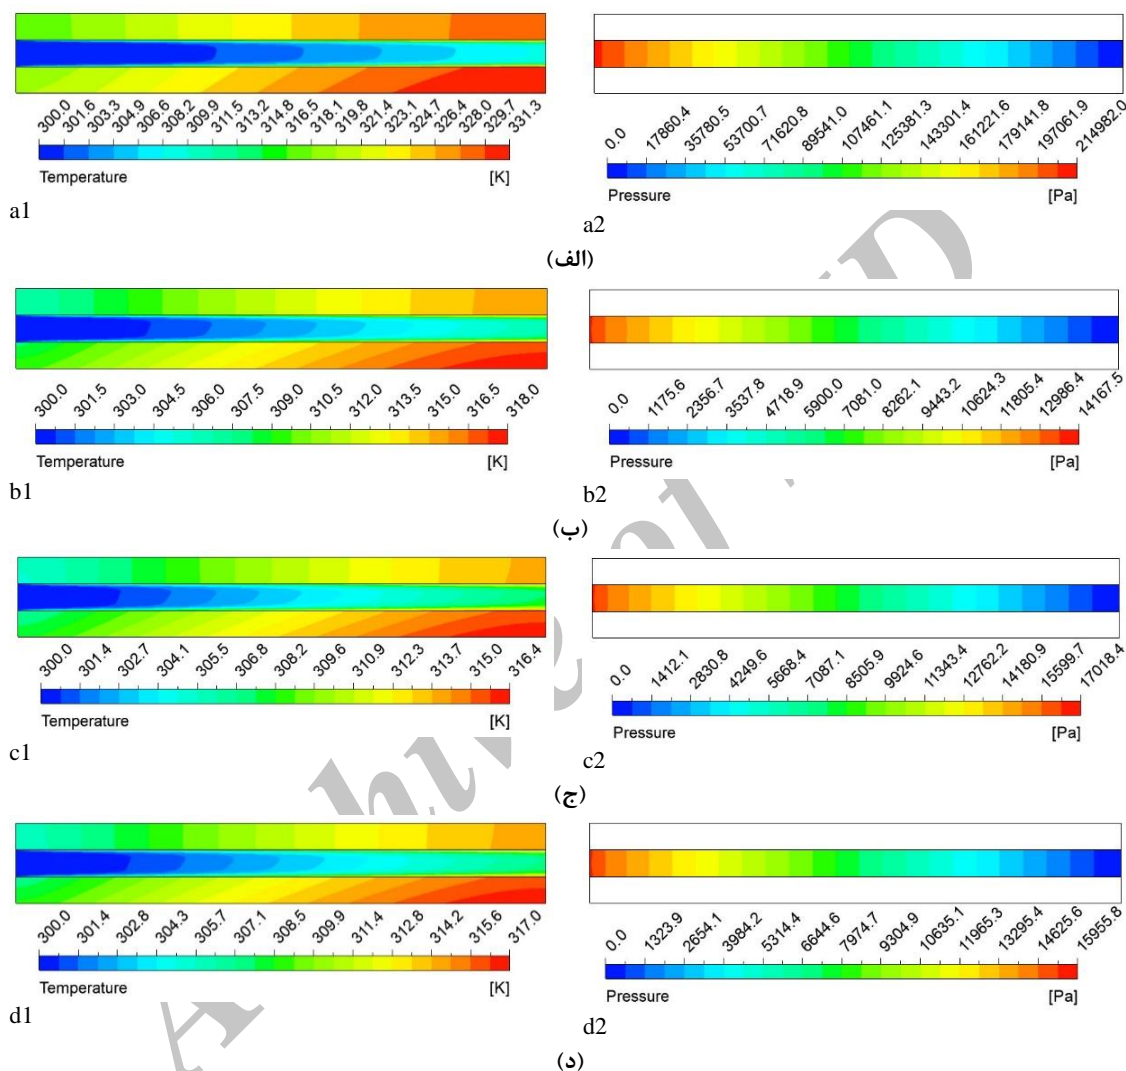 300.0 301.6 303.3 304.9 306.6 308.2 309.9 311.5 313.2 314.8 316.5 318.1 319.8 321.4 323.1 324.7 326.4 328.0 329.7 331.3
Temperature [K]
a1
0.0 17860.4 35780.5 53700.7 71620.8 89541.0 107461.1 125381.3 143301.4 161221.6 179141.8 197061.9 214982.0
Pressure [Pa]
a2
(الف)
300.0 301.5 303.0 304.5 306.0 307.5 309.0 310.5 312.0 313.5 315.0 316.5 318.0
Temperature [K]
b1
0.0 1175.6 2356.7 3537.8 4718.9 5900.0 7081.0 8262.1 9443.2 10624.3 11805.4 12986.4 14167.5
Pressure [Pa]
b2
(ب)
300.0 301.4 302.7 304.1 305.5 306.8 308.2 309.6 310.9 312.3 313.7 315.0 316.4
Temperature [K]
c1
0.0 1412.1 2830.8 4249.6 5668.4 7087.1 8505.9 9924.6 11343.4 12762.2 14180.9 15599.7 17018.4
Pressure [Pa]
c2
(ج)
300.0 301.4 302.8 304.3 305.7 307.1 308.5 309.9 311.4 312.8 314.2 315.6 317.0
Temperature [K]
d1
0.0 1323.9 2654.1 3984.2 5314.4 6644.6 7974.7 9304.9 10635.1 11965.3 13295.4 14625.6 15955.8
Pressure [Pa]
d2
(د)